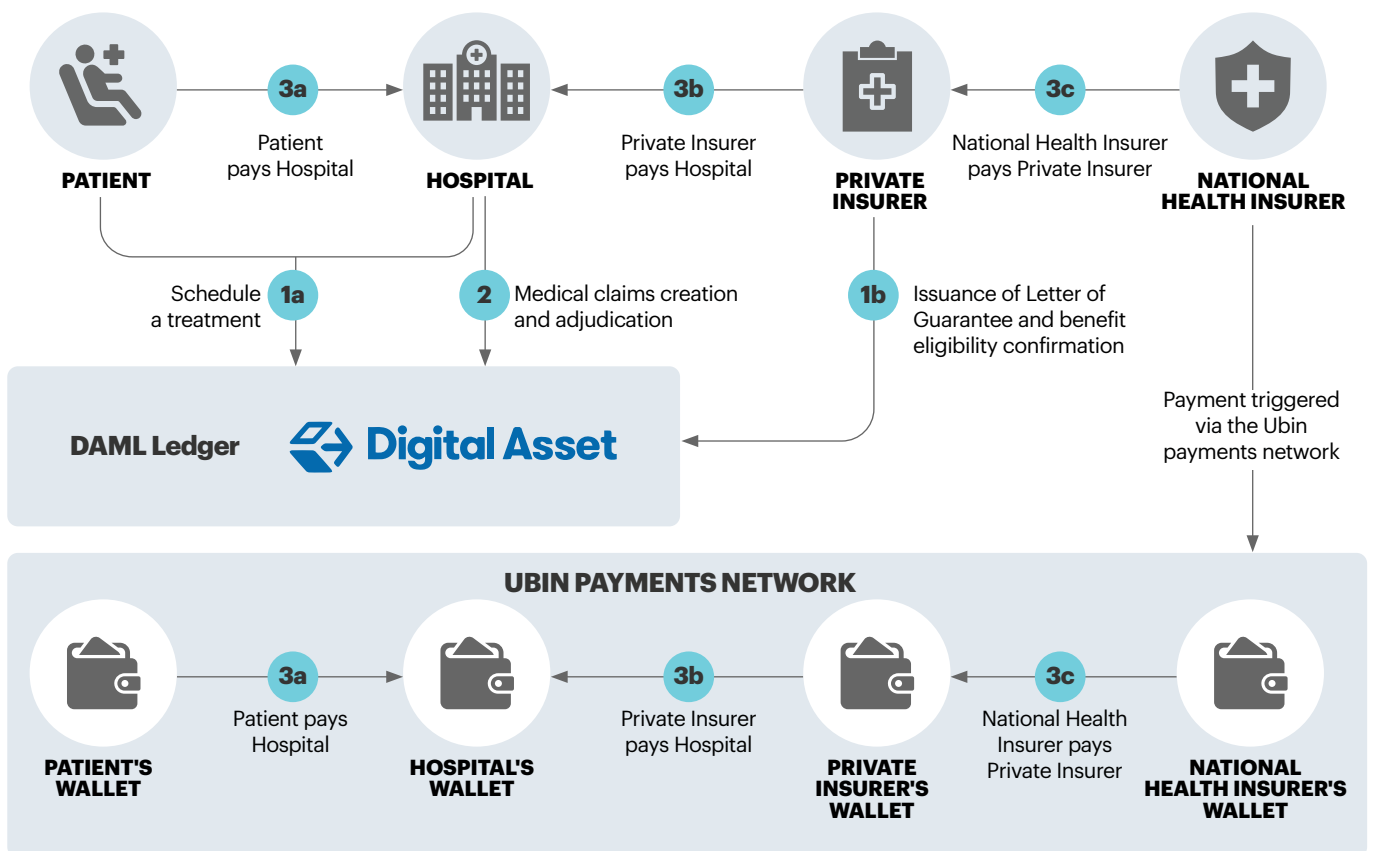 3a
3b
3c
Patient
pays Hospital
Private Insurer
pays Hospital
National Health Insurer
pays Private Insurer
PATIENT
HOSPITAL
PRIVATE
INSURER
NATIONAL
HEALTH INSURER
Schedule
a treatment
1a
2
Medical claims creation
and adjudication
1b
Issuance of Letter of
Guarantee and benefit
eligibility confirmation
Payment triggered
via the Ubin
payments network
DAML Ledger
Digital Asset
UBIN PAYMENTS NETWORK
3a
3b
3c
Patient pays
Hospital
Private Insurer
pays Hospital
National Health
Insurer pays
Private Insurer
PATIENT'S
WALLET
HOSPITAL'S
WALLET
PRIVATE
INSURER'S
WALLET
NATIONAL
HEALTH INSURER'S
WALLET